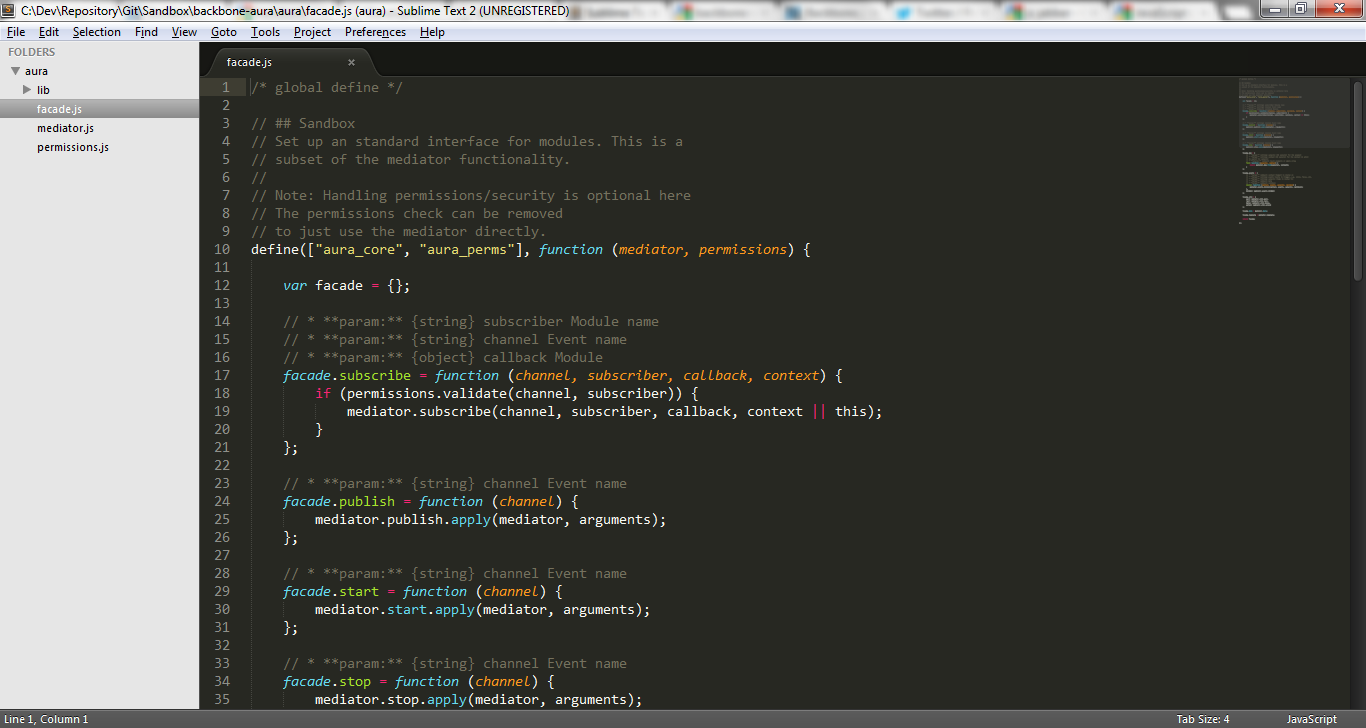 C:\Dev\Repository\Git\Sandbox\backbone-aura\aura\facade.js (aura) - Sublime Text 2 (UNREGISTERED)
File Edit Selection Find View Goto Tools Project Preferences Help
FOLDERS
aura
lib
facade.js
mediator.js
permissions.js
facade.js ×
1 /* global define */
2
3 // ## Sandbox
4 // Set up an standard interface for modules. This is a
5 // subset of the mediator functionality.
6 //
7 // Note: Handling permissions/security is optional here
8 // The permissions check can be removed
9 // to just use the mediator directly.
10 define(["aura_core", "aura_perms"], function (mediator, permissions) {
11
12     var facade = {};
13
14     // * **param:** {string} subscriber Module name
15     // * **param:** {string} channel Event name
16     // * **param:** {object} callback Module
17     facade.subscribe = function (channel, subscriber, callback, context) {
18         if (permissions.validate(channel, subscriber)) {
19             mediator.subscribe(channel, subscriber, callback, context || this);
20         }
21     };
22
23     // * **param:** {string} channel Event name
24     facade.publish = function (channel) {
25         mediator.publish.apply(mediator, arguments);
26     };
27
28     // * **param:** {string} channel Event name
29     facade.start = function (channel) {
30         mediator.start.apply(mediator, arguments);
31     };
32
33     // * **param:** {string} channel Event name
34     facade.stop = function (channel) {
35         mediator.stop.apply(mediator, arguments);
Line 1, Column 1 Tab Size: 4 JavaScript